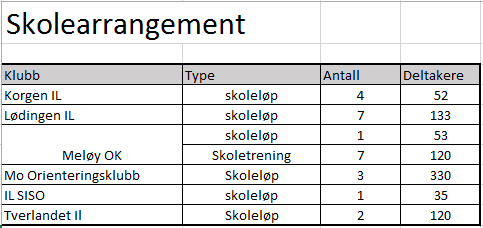 Skolearrangement
Klubb Type Antall Deltakere
Korgen IL skoleløp 4 52
Lødingen IL skoleløp 7 133
skoleløp 1 53
Meløy OK Skoletrening 7 120
Mo Orienteringsklubb Skoleløp 3 330
IL SISO skoleløp 1 35
Tverlandet Il Skoleløp 2 120